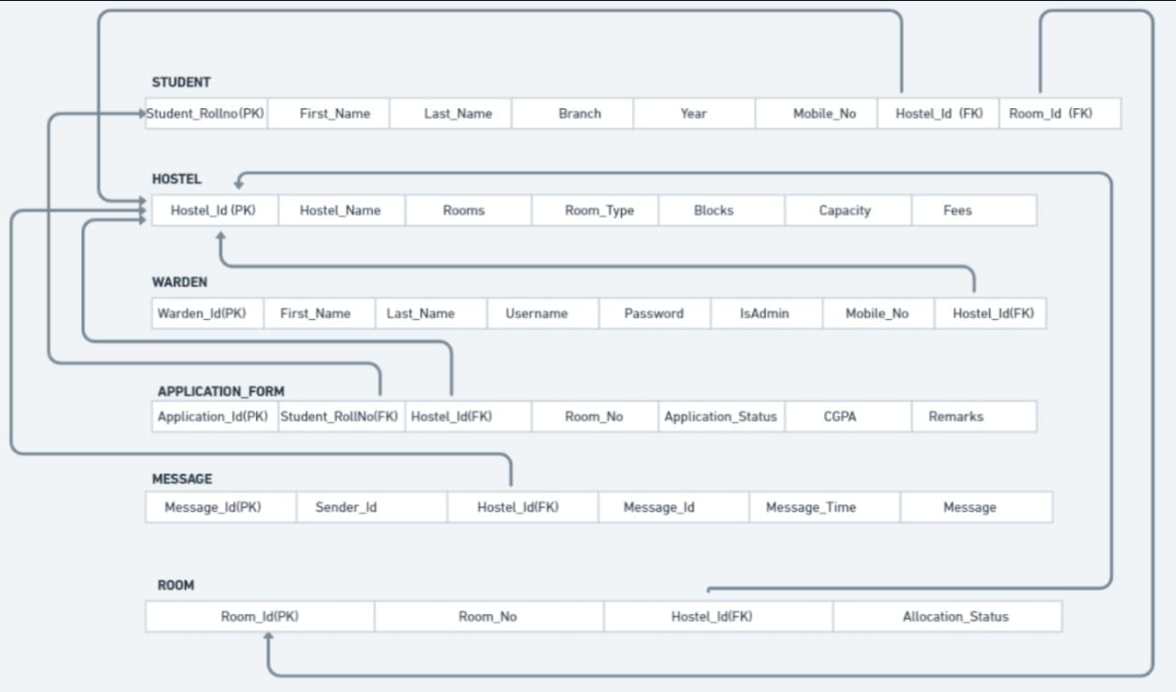 STUDENT
Student_Rollno(PK) First_Name Last_Name Branch Year Mobile_No Hostel_Id (FK) Room_Id (FK)
HOSTEL
Hostel_Id (PK) Hostel_Name Rooms Room_Type Blocks Capacity Fees
WARDEN
Warden_Id(PK) First_Name Last_Name Username Password IsAdmin Mobile_No Hostel_Id(FK)
APPLICATION_FORM
Application_Id(PK) Student_RollNo(FK) Hostel_Id(FK) Room_No Application_Status CGPA Remarks
MESSAGE
Message_Id(PK) Sender_Id Hostel_Id(FK) Message_Id Message_Time Message
ROOM
Room_Id(PK) Room_No Hostel_Id(FK) Allocation_Status